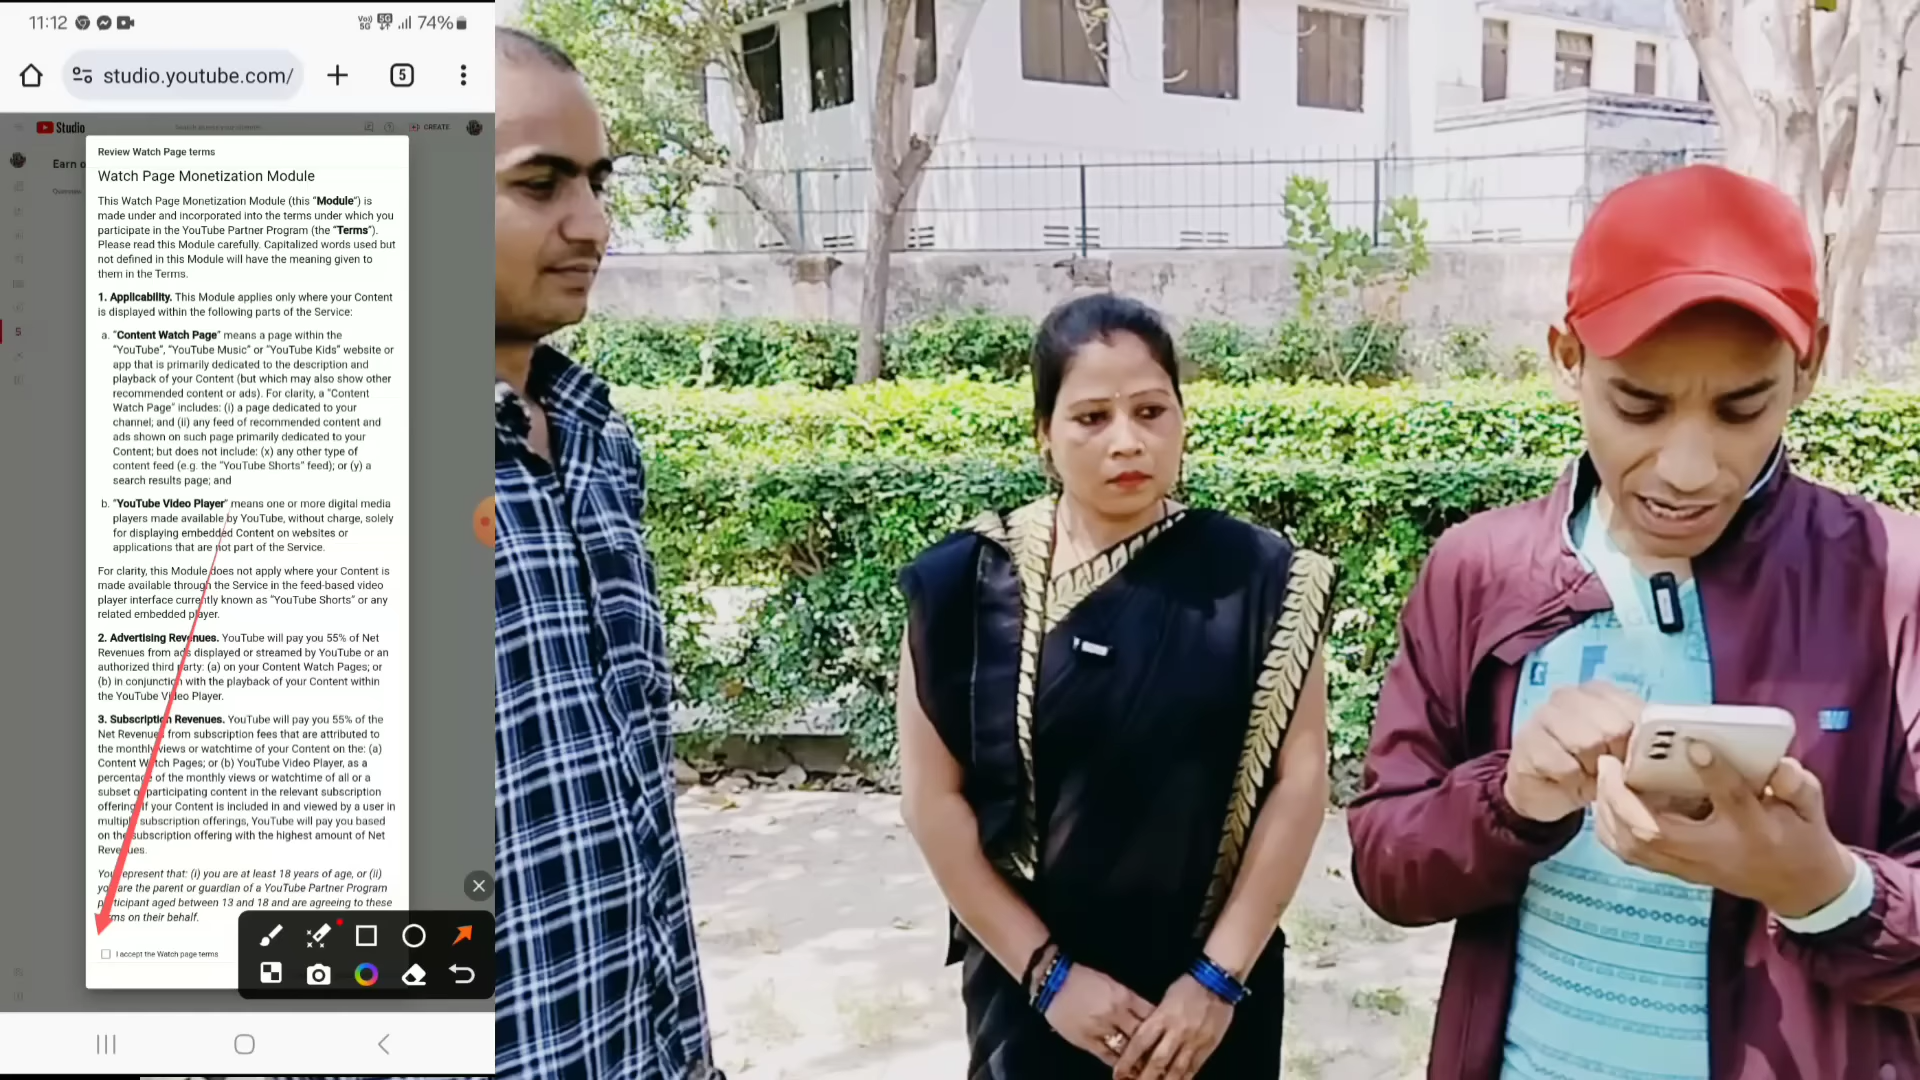 11:12
Vo)) 5G 5G 74%
studio.youtube.com/
5
Studio
CREATE
Earn o
Review Watch Page terms
Watch Page Monetization Module
This Watch Page Monetization Module (this “Module”) is
made under and incorporated into the terms under which you
participate in the YouTube Partner Program (the “Terms”).
Please read this Module carefully. Capitalized words used but
not defined in this Module will have the meaning given to
them in the Terms.
1. Applicability. This Module applies only where your Content
is displayed within the following parts of the Service:
a. “Content Watch Page” means a page within the
“YouTube”, “YouTube Music” or “YouTube Kids” website or
app that is primarily dedicated to the description and
playback of your Content (but which may also show other
recommended content or ads). For clarity, a “Content
Watch Page” includes: (i) a page dedicated to your
channel; and (ii) any feed of recommended content and
ads shown on such page primarily dedicated to your
Content; but does not include: (x) any other type of
content feed (e.g. the “YouTube Shorts” feed); or (y) a
search results page; and
b. “YouTube Video Player” means one or more digital media
players made available by YouTube, without charge, solely
for displaying embedded Content on websites or
applications that are not part of the Service.
For clarity, this Module does not apply where your Content is
made available through the Service in the feed-based video
player interface currently known as “YouTube Shorts” or any
related embedded player.
2. Advertising Revenues. YouTube will pay you 55% of Net
Revenues from ads displayed or streamed by YouTube or an
authorized third party: (a) on your Content Watch Pages; or
(b) in conjunction with the playback of your Content within
the YouTube Video Player.
3. Subscription Revenues. YouTube will pay you 55% of the
Net Revenues from subscription fees that are attributed to
the monthly views or watchtime of your Content on the: (a)
Content Watch Pages; or (b) YouTube Video Player, as a
percentage of the monthly views or watchtime of all or a
subset of participating content in the relevant subscription
offering. If your Content is included in and viewed by a user in
multiple subscription offerings, YouTube will pay you based
on the subscription offering with the highest amount of Net
Revenues.
You represent that: (i) you are at least 18 years of age, or (ii)
you are the parent or guardian of a YouTube Partner Program
participant aged between 13 and 18 and are agreeing to these
terms on their behalf.
I accept the Watch page terms